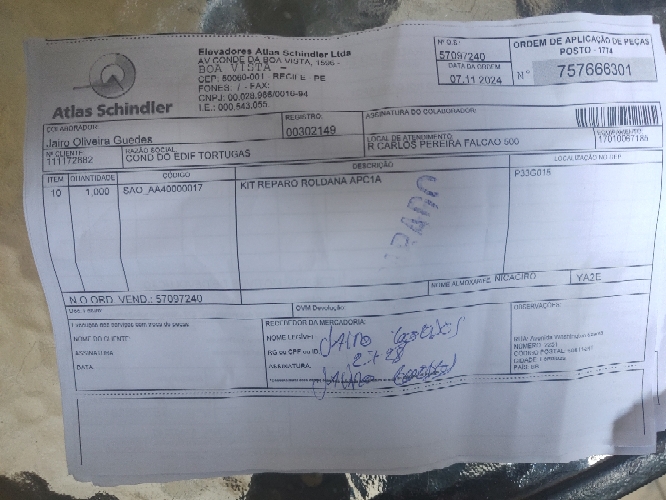 Atlas Schindler
Elevadores Atlas Schindler Ltda
AV CONDE DA BOA VISTA, 1596 -
BOA VISTA -
CEP: 50060-001 RECIFE - PE
FONES: / - FAX:
CNPJ: 00.028.986/0016-94
I.E.: 000.543.055.
Nº O.S:
57097240
DATA DA ORDEM
07.11.2024
ORDEM DE APLICAÇÃO DE PEÇAS
POSTO - 1774
Nº 757666301
COLABORADOR:
Jairo Oliveira Guedes
REGISTRO:
00302149
ASSINATURA DO COLABORADOR:
Nº CLIENTE:
111172882
RAZÃO SOCIAL
COND DO EDIF TORTUGAS
LOCAL DE ATENDIMENTO:
R CARLOS PEREIRA FALCAO 500
EQUIPAMENTO
ITEM QUANTIDADE CÓDIGO DESCRIÇÃO LOCALIZAÇÃO NO DEP
10 1,000 SAO_AA40000017 KIT REPARO ROLDANA APC1A P33G018
NOME ALMOXARIFE: NICACIRO YA2E
N.O ORD. VEND.: 57097240
OVM Devolução:
NOME DO CLIENTE:
ASSINATURA
DATA
RECEBEDOR DA MERCADORIA:
NOME LEGÍVEL: JAIRO GUEDES
RG ou CPF ou ID:
ASSINATURA:
OBSERVAÇÕES: